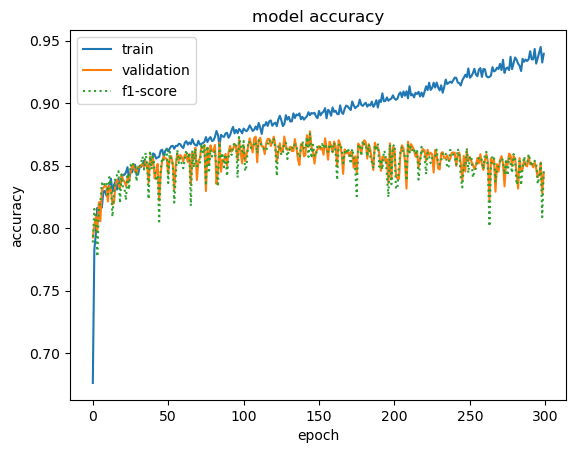 model accuracy
train
validation
f1-score
0.95
0.90
0.85
0.80
0.75
0.70
accuracy
0 50 100 150 200 250 300
epoch